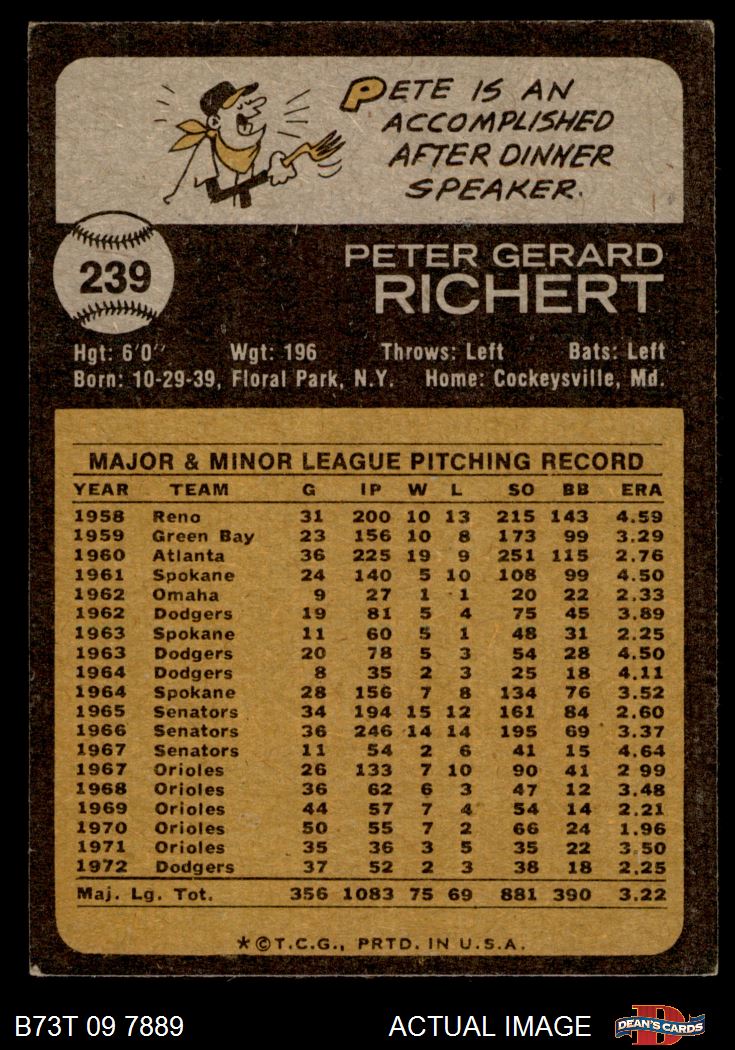 PETE IS AN
ACCOMPLISHED
AFTER DINNER
SPEAKER.
239
PETER GERARD
RICHERT
Hgt: 6'0" Wgt: 196 Throws: Left Bats: Left
Born: 10-29-39, Floral Park, N.Y. Home: Cockeysville, Md.
MAJOR & MINOR LEAGUE PITCHING RECORD
YEAR TEAM G IP W L SO BB ERA
1958 Reno 31 200 10 13 215 143 4.59
1959 Green Bay 23 156 10 8 173 99 3.29
1960 Atlanta 36 225 19 9 251 115 2.76
1961 Spokane 24 140 5 10 108 99 4.50
1962 Omaha 9 27 1 1 20 22 2.33
1962 Dodgers 19 81 5 4 75 45 3.89
1963 Spokane 11 60 5 1 48 31 2.25
1963 Dodgers 20 78 5 3 54 28 4.50
1964 Dodgers 8 35 2 3 25 18 4.11
1964 Spokane 28 156 7 8 134 76 3.52
1965 Senators 34 194 15 12 161 84 2.60
1966 Senators 36 246 14 14 195 69 3.37
1967 Senators 11 54 2 6 41 15 4.64
1967 Orioles 26 133 7 10 90 41 2 99
1968 Orioles 36 62 6 3 47 12 3.48
1969 Orioles 44 57 7 4 54 14 2.21
1970 Orioles 50 55 7 2 66 24 1.96
1971 Orioles 35 36 3 5 35 22 3.50
1972 Dodgers 37 52 2 3 38 18 2.25
Maj. Lg. Tot. 356 1083 75 69 881 390 3.22
*©T.C.G., PRTD. IN U.S.A.
B73T 09 7889 ACTUAL IMAGE DEAN'S CARDS